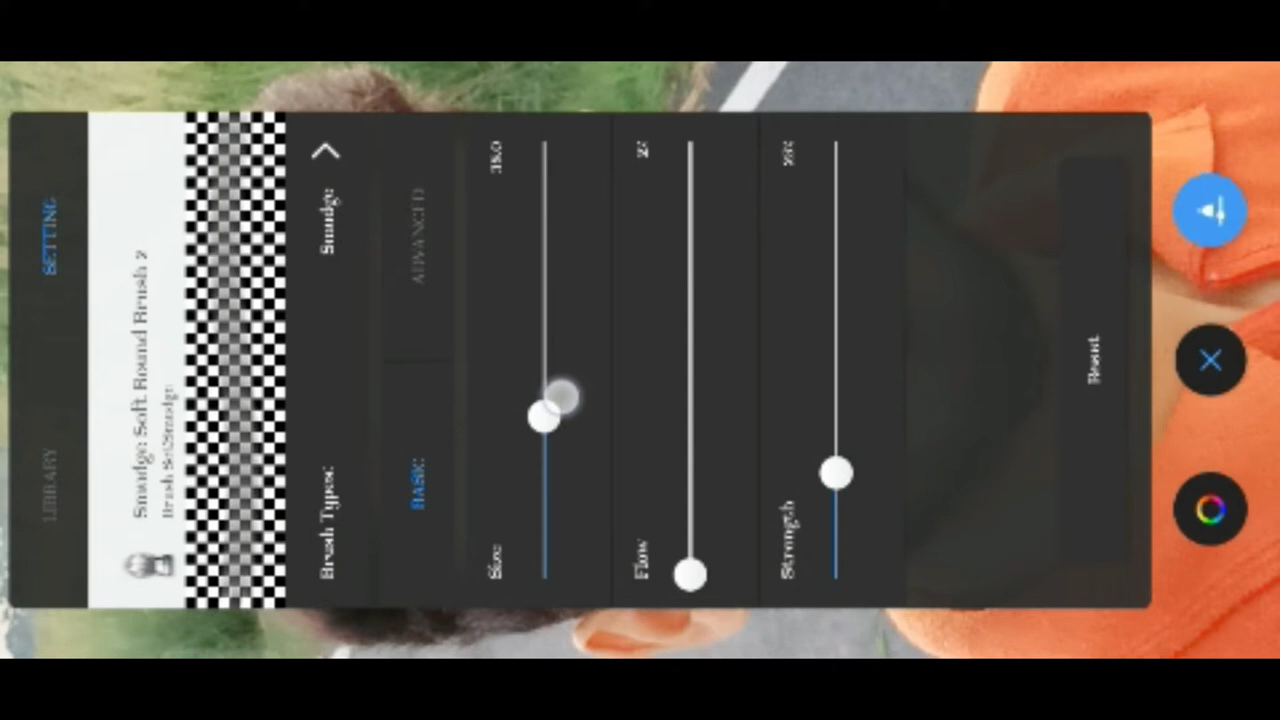 LIBRARY SETTING
Smudge: Soft Round Brush 2
Brush Set:Smudge
Brush Types: Smudge
BASIC ADVANCED
Size
Flow
Strength
Reset